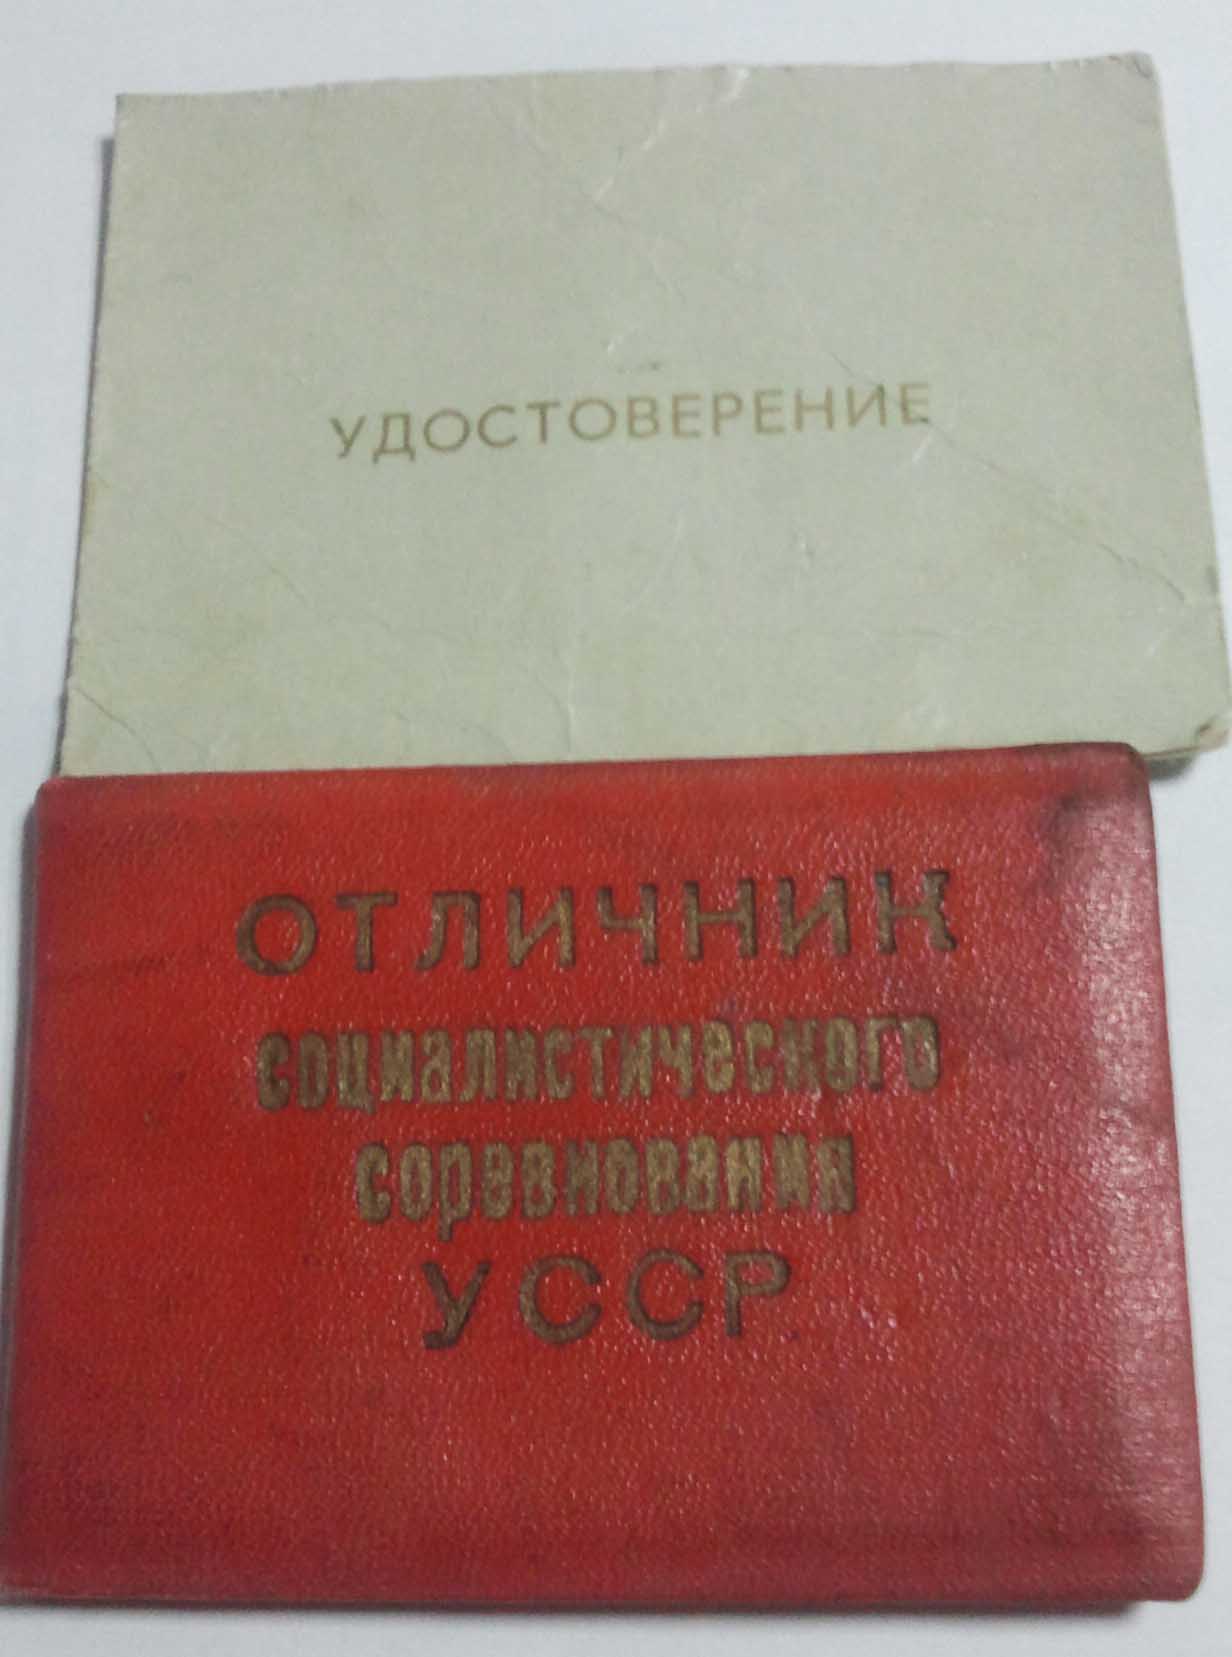 УДОСТОВЕРЕНИЕ
ОТЛИЧНИК
социалистического
соревнования
УССР